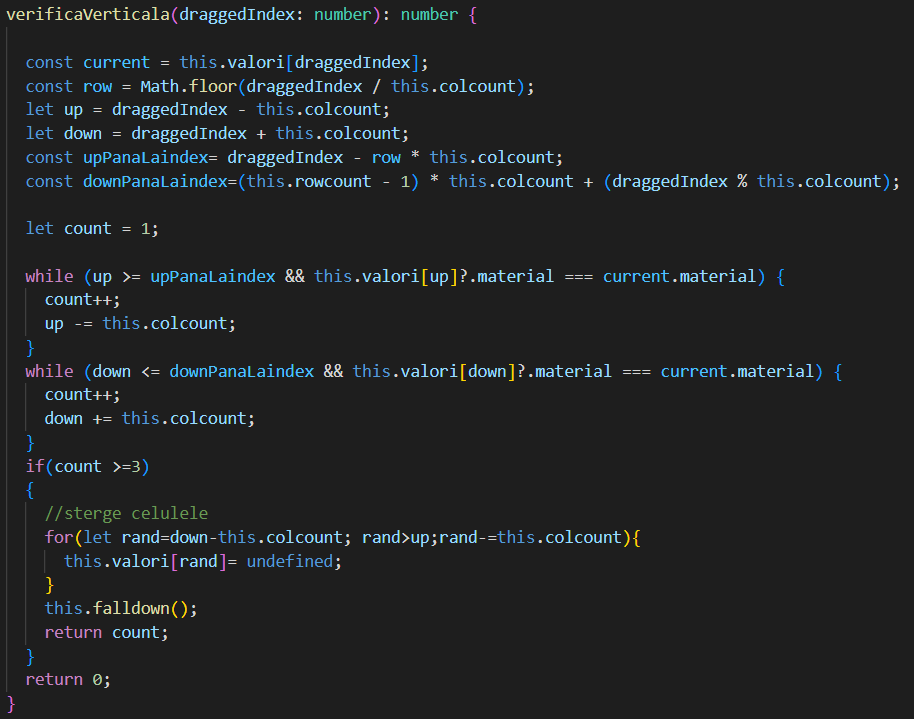 verificaVerticala(draggedIndex: number): number {
const current = this.valori[draggedIndex];
const row = Math.floor(draggedIndex / this.colcount);
let up = draggedIndex - this.colcount;
let down = draggedIndex + this.colcount;
const upPanaLaindex= draggedIndex - row * this.colcount;
const downPanaLaindex=(this.rowcount - 1) * this.colcount + (draggedIndex % this.colcount);
let count = 1;
while (up >= upPanaLaindex && this.valori[up]?.material === current.material) {
count++;
up -= this.colcount;
}
while (down <= downPanaLaindex && this.valori[down]?.material === current.material) {
count++;
down += this.colcount;
}
if(count >=3)
{
//sterge celulele
for(let rand=down-this.colcount; rand>up;rand-=this.colcount){
this.valori[rand]= undefined;
}
this.falldown();
return count;
}
return 0;
}